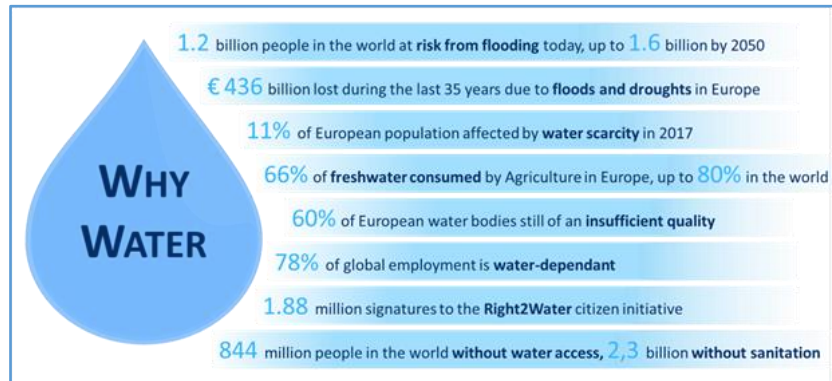 WHY
WATER
1.2 billion people in the world at risk from flooding today, up to 1.6 billion by 2050
€ 436 billion lost during the last 35 years due to floods and droughts in Europe
11% of European population affected by water scarcity in 2017
66% of freshwater consumed by Agriculture in Europe, up to 80% in the world
60% of European water bodies still of an insufficient quality
78% of global employment is water-dependant
1.88 million signatures to the Right2Water citizen initiative
844 million people in the world without water access, 2,3 billion without sanitation